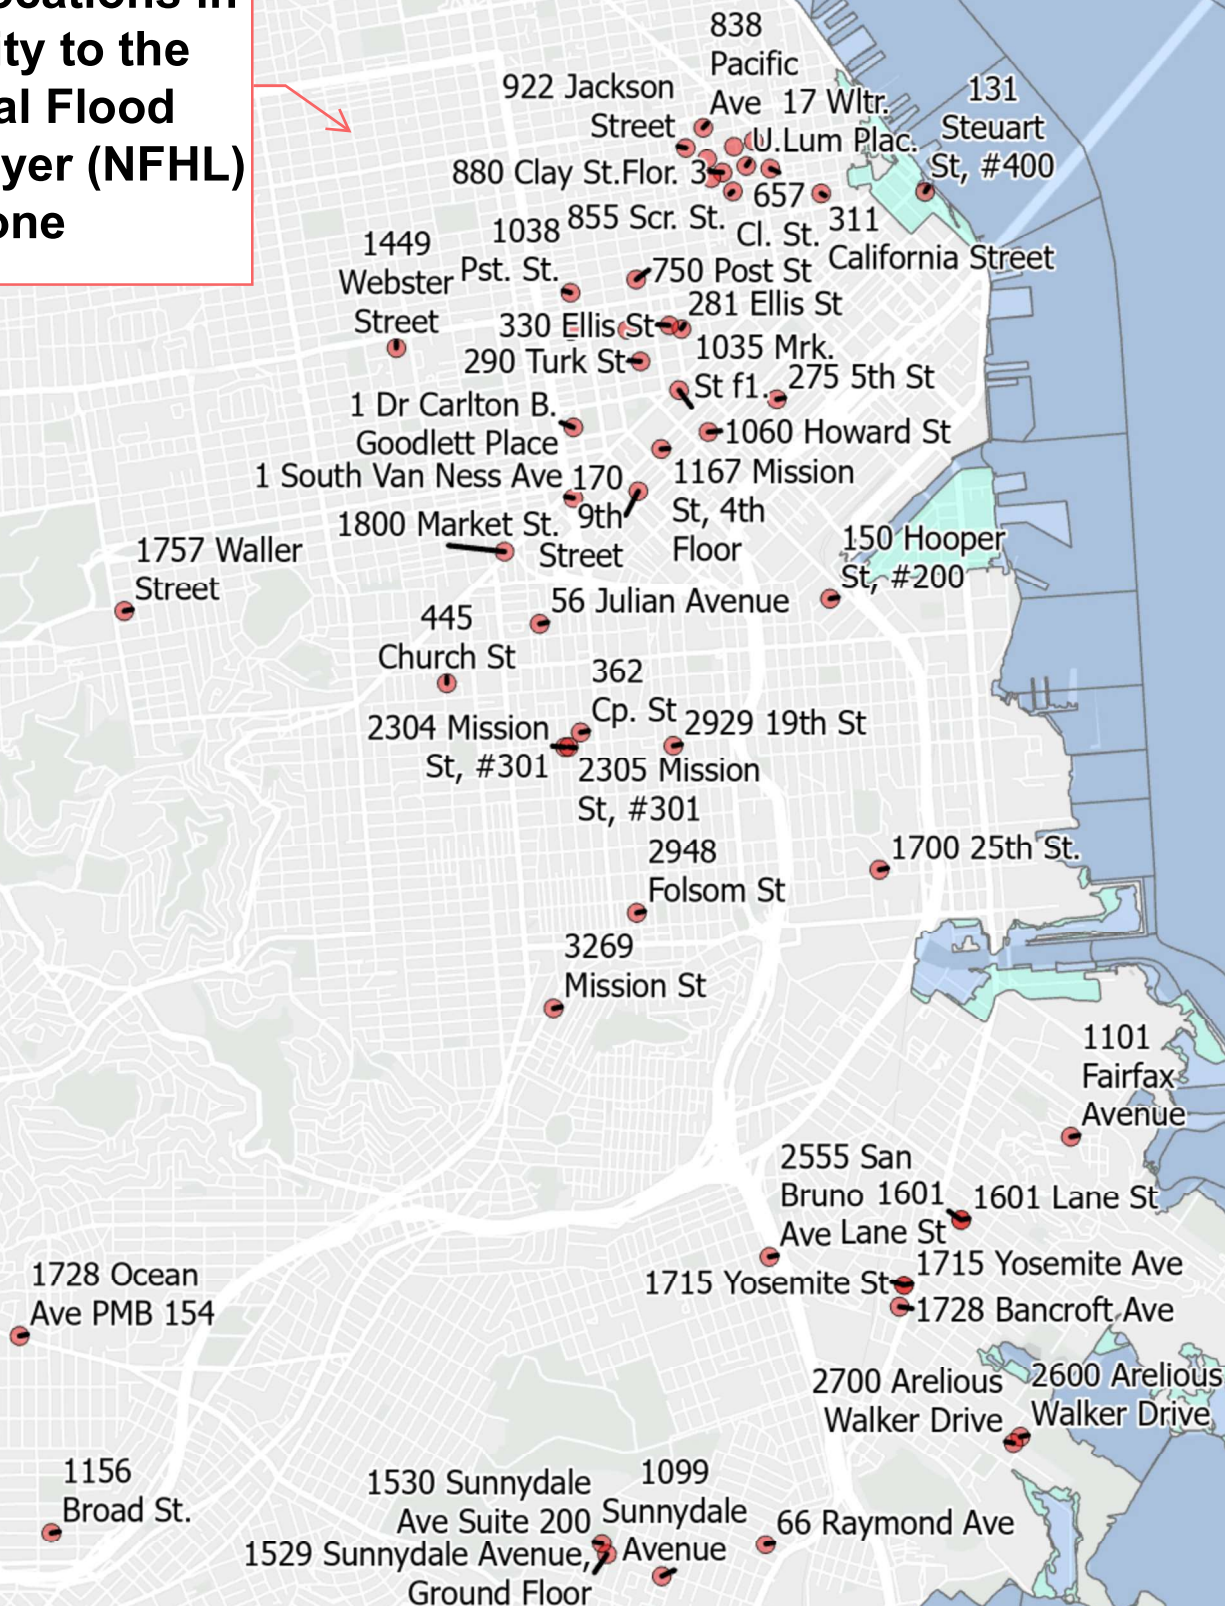 ocations in
ity to the
al Flood
yer (NFHL)
one
838
Pacific
Ave
922 Jackson
Street
17 Wltr.
U.Lum Plac.
131
Steuart
St, #400
880 Clay St.Flor. 3
855 Scr. St.
657
Cl. St.
311
California Street
1449
Webster
Street
1038
Pst. St.
750 Post St
281 Ellis St
330 Ellis St
290 Turk St
1035 Mrk.
St f1.
275 5th St
1 Dr Carlton B.
Goodlett Place
1060 Howard St
1 South Van Ness Ave
170
9th
Street
1167 Mission
St, 4th
Floor
1800 Market St.
150 Hooper
St, #200
1757 Waller
Street
56 Julian Avenue
445
Church St
362
Cp. St
2929 19th St
2304 Mission
St, #301
2305 Mission
St, #301
1700 25th St.
2948
Folsom St
3269
Mission St
1101
Fairfax
Avenue
2555 San
Bruno
Ave
1601
Lane St
1601 Lane St
1715 Yosemite St
1715 Yosemite Ave
1728 Bancroft Ave
1728 Ocean
Ave PMB 154
2700 Arelious
Walker Drive
2600 Arelious
Walker Drive
1156
Broad St.
1530 Sunnydale
Ave Suite 200
1099
Sunnydale
Avenue
66 Raymond Ave
1529 Sunnydale Avenue,
Ground Floor